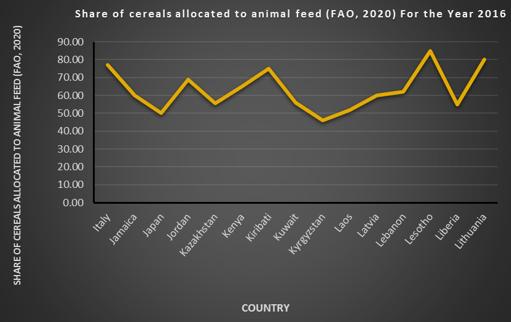 Share of cereals allocated to animal feed (FAO, 2020) For the Year 2016
SHARE OF CEREALS ALLOCATED TO ANIMAL FEED (FAO, 2020)
90.00
80.00
70.00
60.00
50.00
40.00
30.00
20.00
10.00
0.00
Italy
Jamaica
Japan
Jordan
Kazakhstan
Kenya
Kiribati
Kuwait
Kyrgyzstan
Laos
Latvia
Lebanon
Lesotho
Liberia
Lithuania
COUNTRY